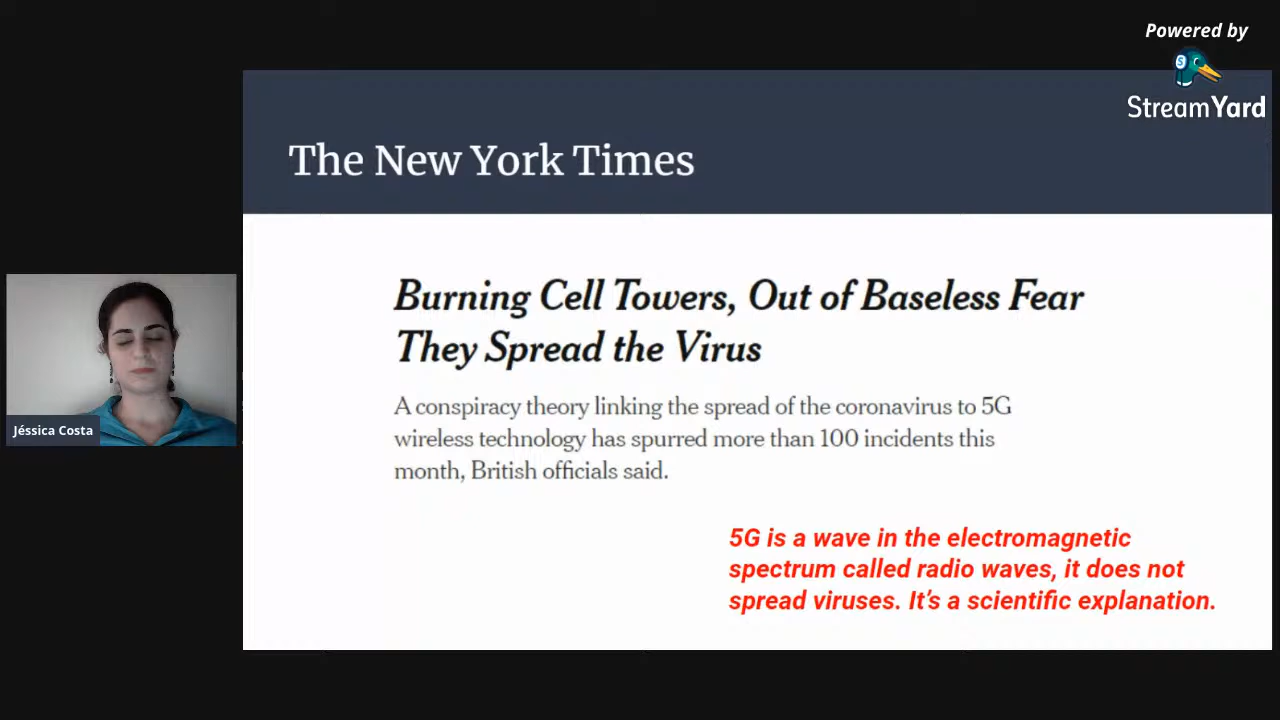 Powered by
StreamYard
The New York Times
Burning Cell Towers, Out of Baseless Fear
They Spread the Virus
A conspiracy theory linking the spread of the coronavirus to 5G
wireless technology has spurred more than 100 incidents this
month, British officials said.
Jéssica Costa
5G is a wave in the electromagnetic
spectrum called radio waves, it does not
spread viruses. It’s a scientific explanation.